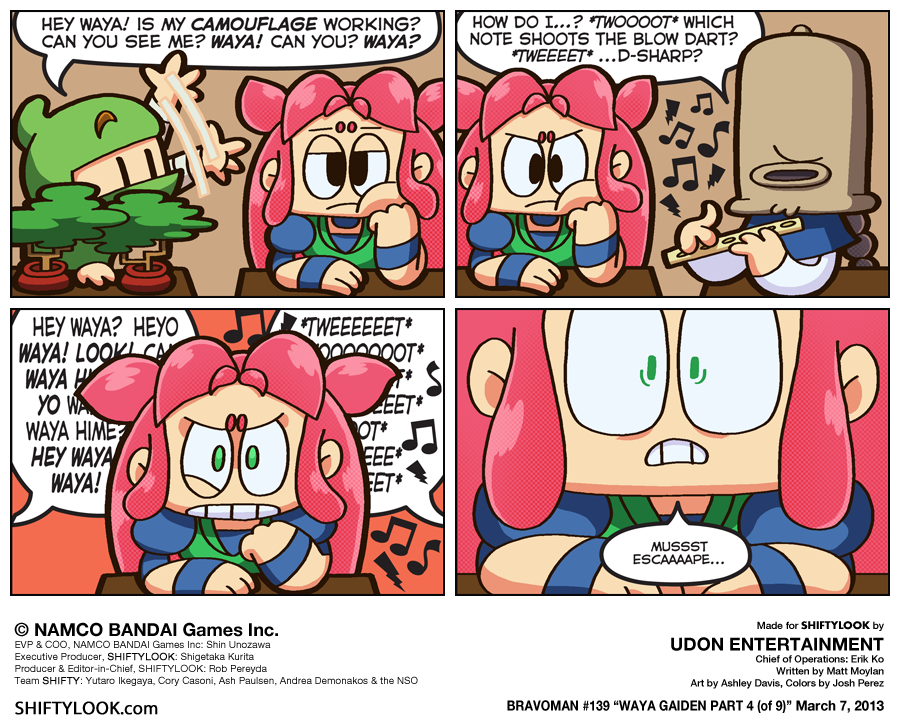 HEY WAYA! IS MY CAMOUFLAGE WORKING?
CAN YOU SEE ME? WAYA! CAN YOU? WAYA?
HOW DO I...? *TWOOOOT* WHICH
NOTE SHOOTS THE BLOW DART?
*TWEEEET* ...D-SHARP?
HEY WAYA? HEYO
WAYA! LOOK!
WAYA
YO
WAYA HIME?
HEY WAYA
WAYA!
*TWEEEEEET*
MUSSST
ESCAAAAPE...
© NAMCO BANDAI Games Inc.
EVP & COO, NAMCO BANDAI Games Inc: Shin Unozawa
Executive Producer, SHIFTYLOOK: Shigetaka Kurita
Producer & Editor-in-Chief, SHIFTYLOOK: Rob Pereyda
Team SHIFTY: Yutaro Ikegaya, Cory Casoni, Ash Paulsen, Andrea Demonakos & the NSO
SHIFTYLOOK.com
Made for SHIFTYLOOK by
UDON ENTERTAINMENT
Chief of Operations: Erik Ko
Written by Matt Moylan
Art by Ashley Davis, Colors by Josh Perez
BRAVOMAN #139 “WAYA GAIDEN PART 4 (of 9)” March 7, 2013